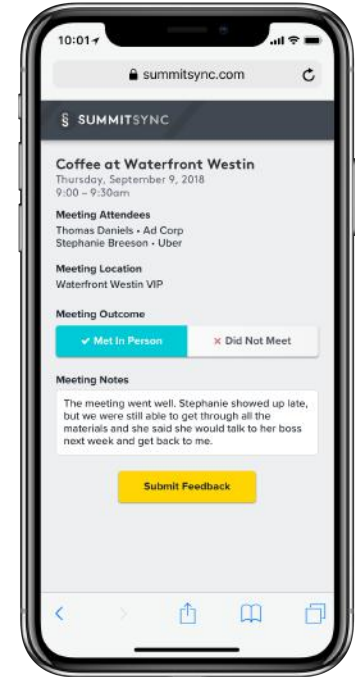 10:01
summitsync.com
§ SUMMITSYNC
Coffee at Waterfront Westin
Thursday, September 9, 2018
9:00 – 9:30am
Meeting Attendees
Thomas Daniels • Ad Corp
Stephanie Breeson • Uber
Meeting Location
Waterfront Westin VIP
Meeting Outcome
✓ Met In Person
× Did Not Meet
Meeting Notes
The meeting went well. Stephanie showed up late,
but we were still able to get through all the
materials and she said she would talk to her boss
next week and get back to me.
Submit Feedback